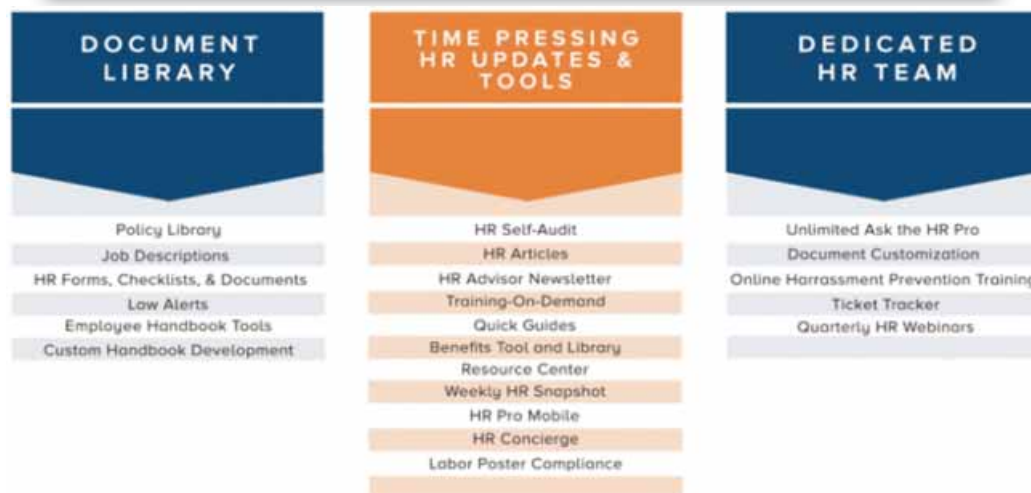 DOCUMENT
LIBRARY
Policy Library
Job Descriptions
HR Forms, Checklists, & Documents
Law Alerts
Employee Handbook Tools
Custom Handbook Development
TIME PRESSING
HR UPDATES &
TOOLS
HR Self-Audit
HR Articles
HR Advisor Newsletter
Training-On-Demand
Quick Guides
Benefits Tool and Library
Resource Center
Weekly HR Snapshot
HR Pro Mobile
HR Concierge
Labor Poster Compliance
DEDICATED
HR TEAM
Unlimited Ask the HR Pro
Document Customization
Online Harrassment Prevention Training
Ticket Tracker
Quarterly HR Webinars